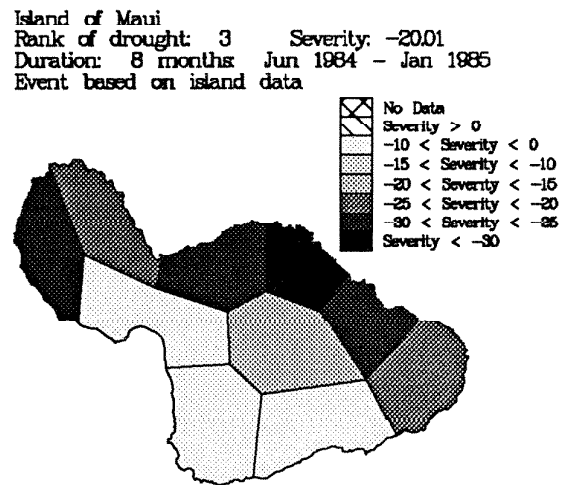 Island of Maui
Rank of drought: 3 Severity: -20.01
Duration: 8 months: Jun 1984 - Jan 1985
Event based on island data
No Data
Severity > 0
-10 < Severity < 0
-15 < Severity < -10
-20 < Severity < -15
-25 < Severity < -20
-30 < Severity < -25
Severity < -30